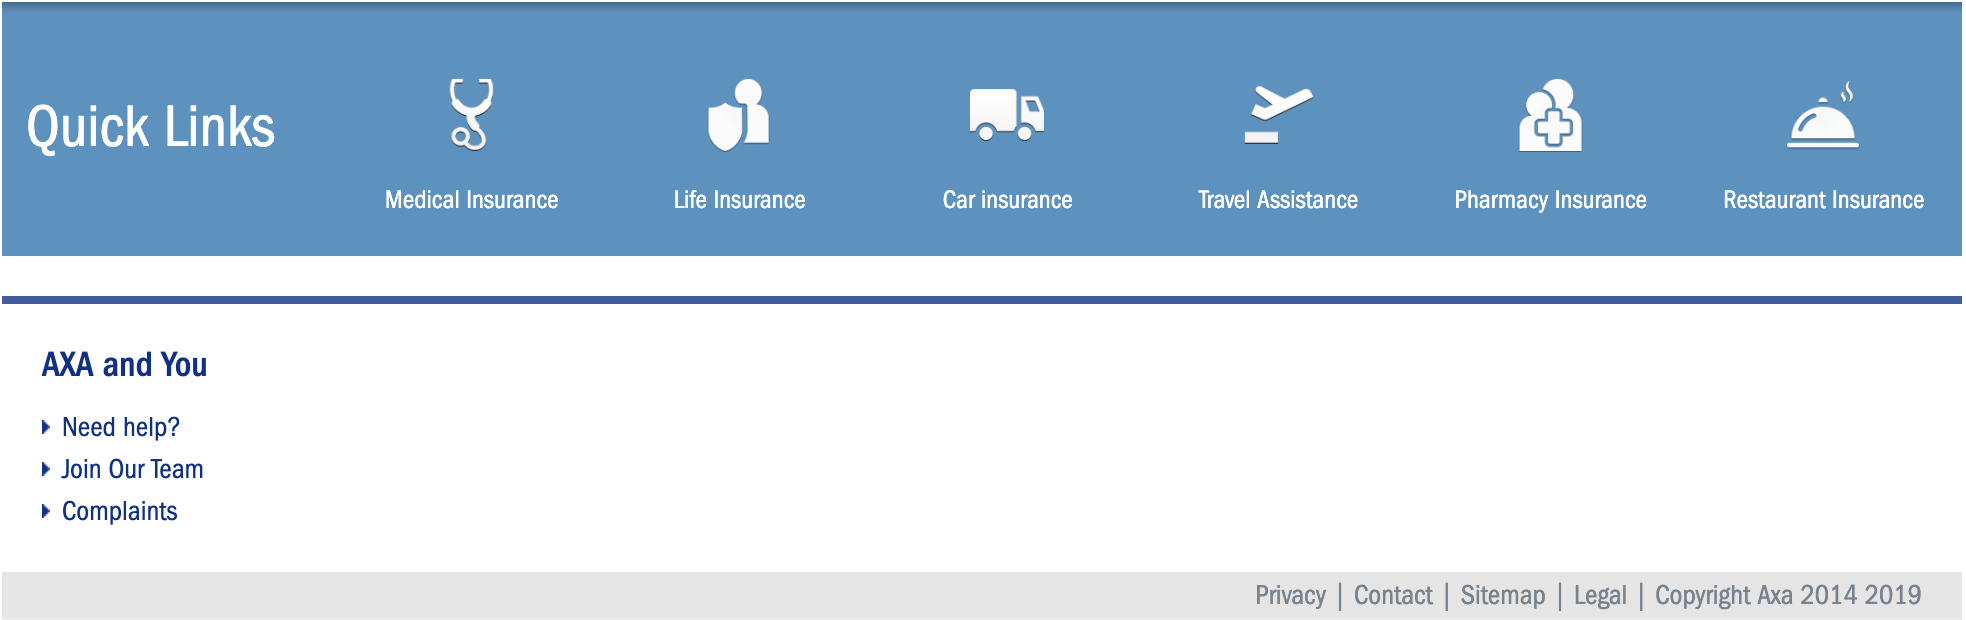 Quick Links
Medical Insurance
Life Insurance
Car insurance
Travel Assistance
Pharmacy Insurance
Restaurant Insurance
AXA and You
Need help?
Join Our Team
Complaints
Privacy | Contact | Sitemap | Legal | Copyright Axa 2014 2019